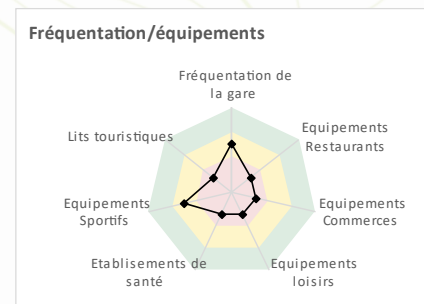 Fréquentation/équipements
Fréquentation de
la gare
Equipements
Restaurants
Equipements
Commerces
Equipements
loisirs
Etablisements de
santé
Equipements
Sportifs
Lits touristiques